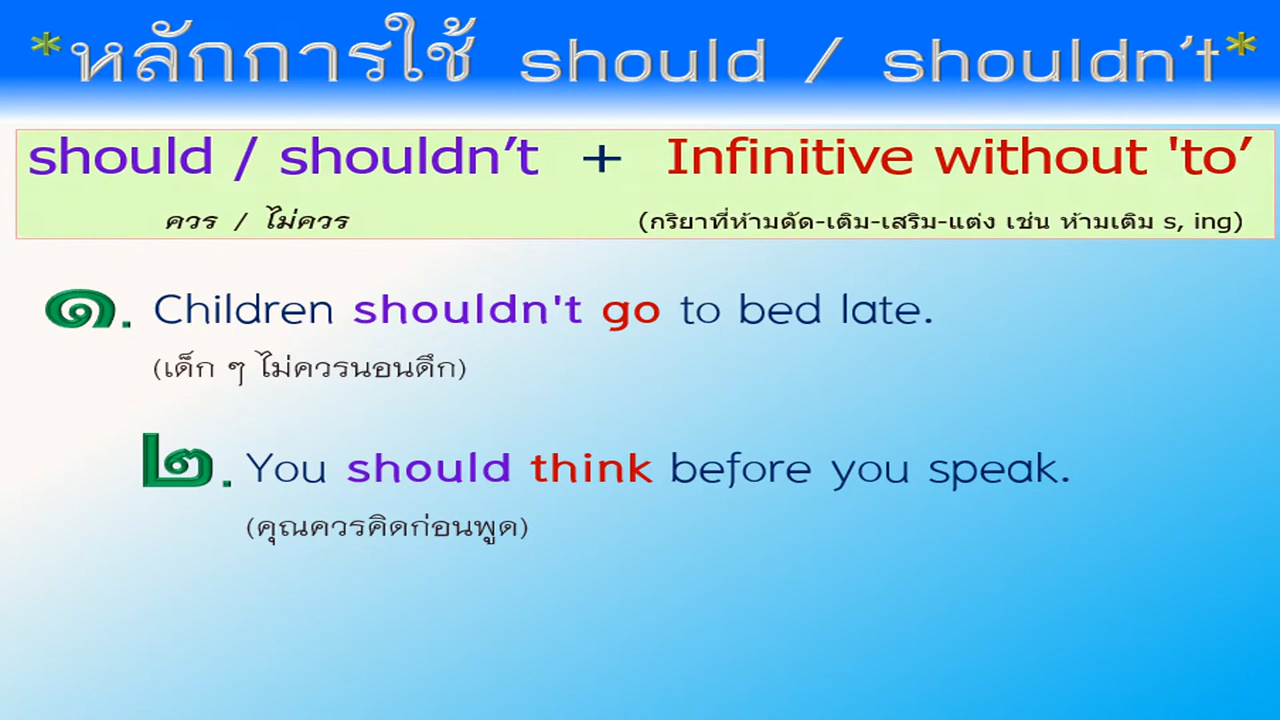 *หลักการใช้ should / shouldn’t*
should / shouldn’t + Infinitive without 'to’
ควร / ไม่ควร (กริยาที่ห้ามดัด-เติม-เสริม-แต่ง เช่น ห้ามเติม s, ing)
๑. Children shouldn't go to bed late.
(เด็ก ๆ ไม่ควรนอนดึก)
๒. You should think before you speak.
(คุณควรคิดก่อนพูด)